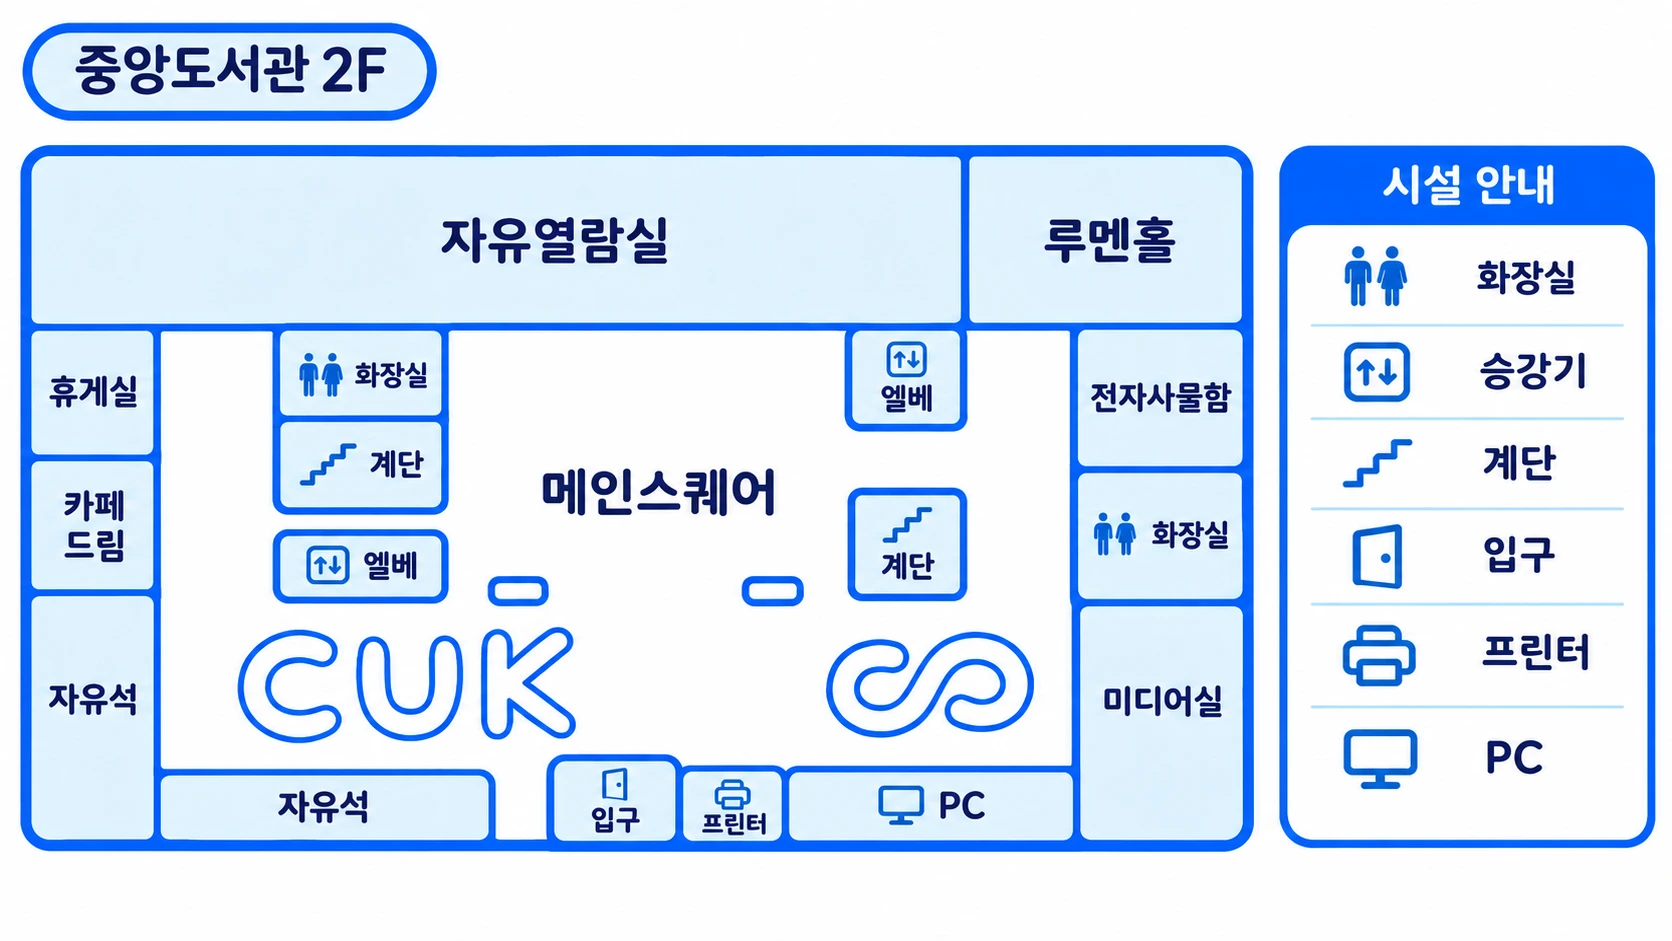 중앙도서관 2F
자유열람실
루멘홀
시설 안내
화장실
승강기
계단
입구
프린터
PC
휴게실
화장실
엘베
전자사물함
계단
메인스퀘어
카페
드림
엘베
계단
화장실
CUK
자유석
미디어실
자유석
입구
프린터
PC